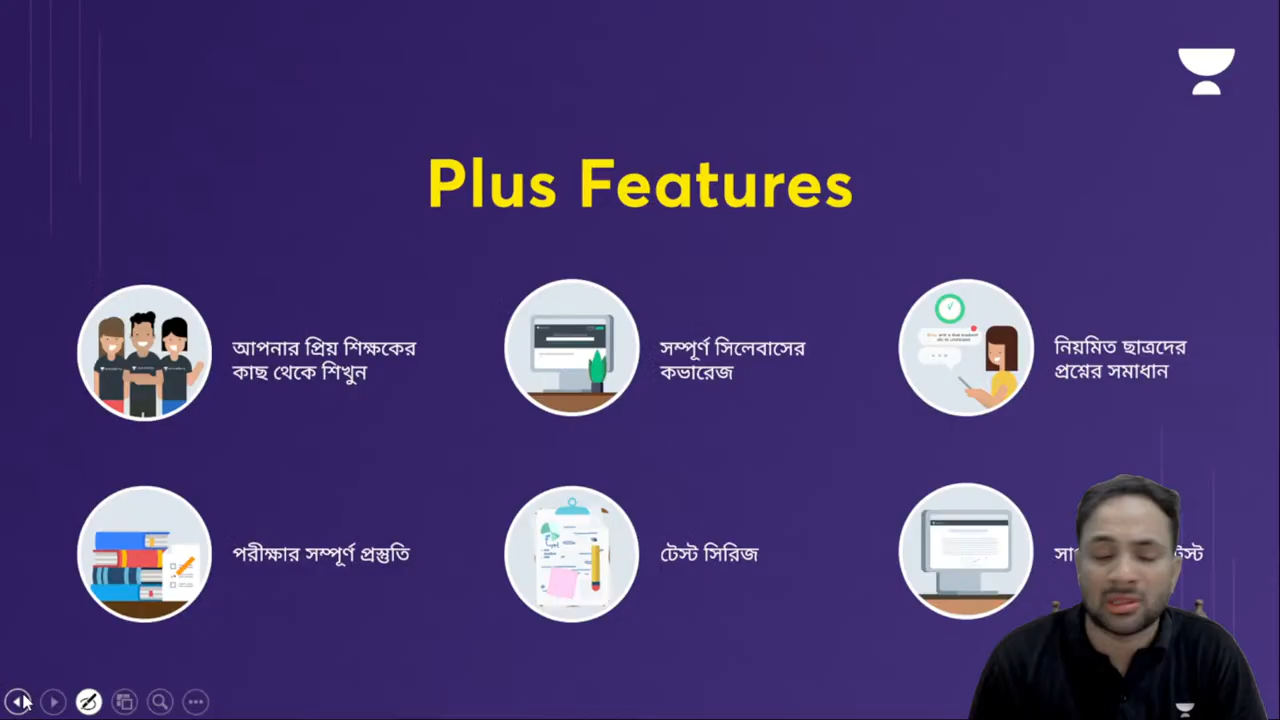 Plus Features
আপনার প্রিয় শিক্ষকের
কাছ থেকে শিখুন
সম্পূর্ণ সিলেবাসের
কভারেজ
নিয়মিত ছাত্রদের
প্রশ্নের সমাধান
পরীক্ষার সম্পূর্ণ প্রস্তুতি
টেস্ট সিরিজ